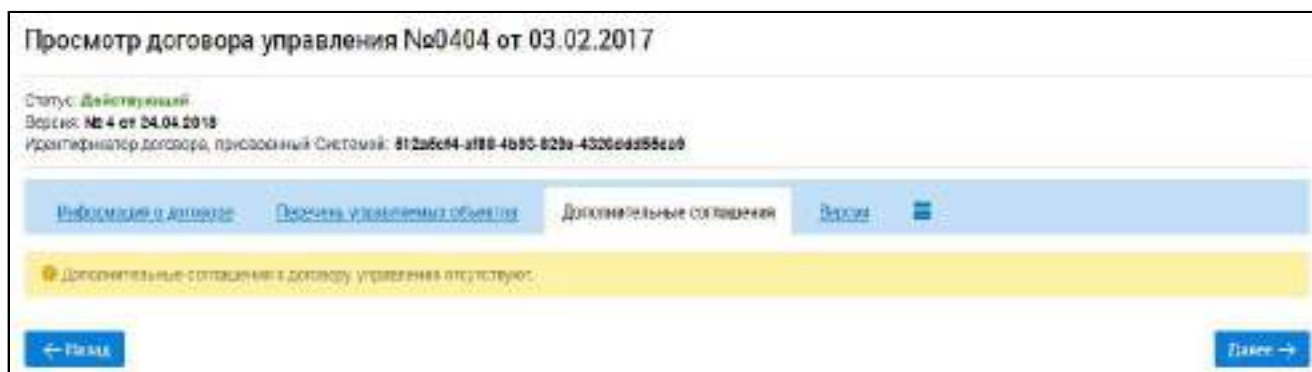 Просмотр договора управления №0404 от 03.02.2017
Статус: Действующий
Версия: № 4 от 24.04.2018
Идентификатор договора, присвоенный Системой:
Информация о договоре Перечень управляемых объектов Дополнительные соглашения Версии
Дополнительные соглашения к договору управления отсутствуют.
← Назад
Далее →